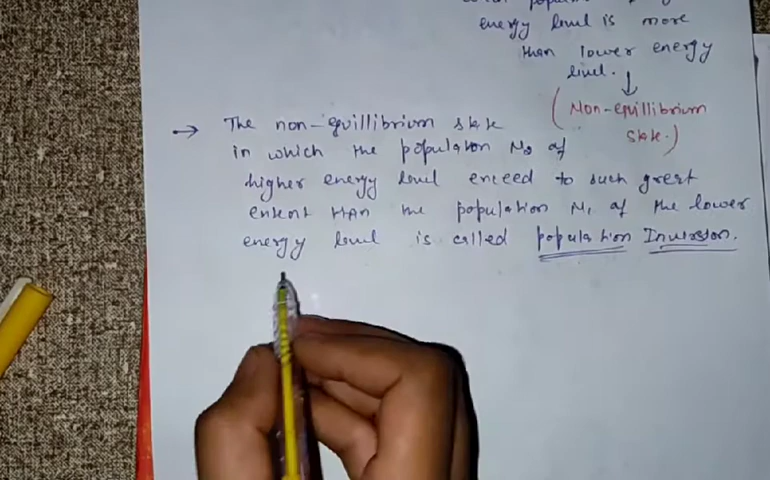 energy level is more
than lower energy
level.
(Non-equillibrium
state.)
→ The non-equillibrium state
in which the population N2 of
higher energy level exceed to such great
extent than the population N1 of the lower
energy level is called population Inversion.